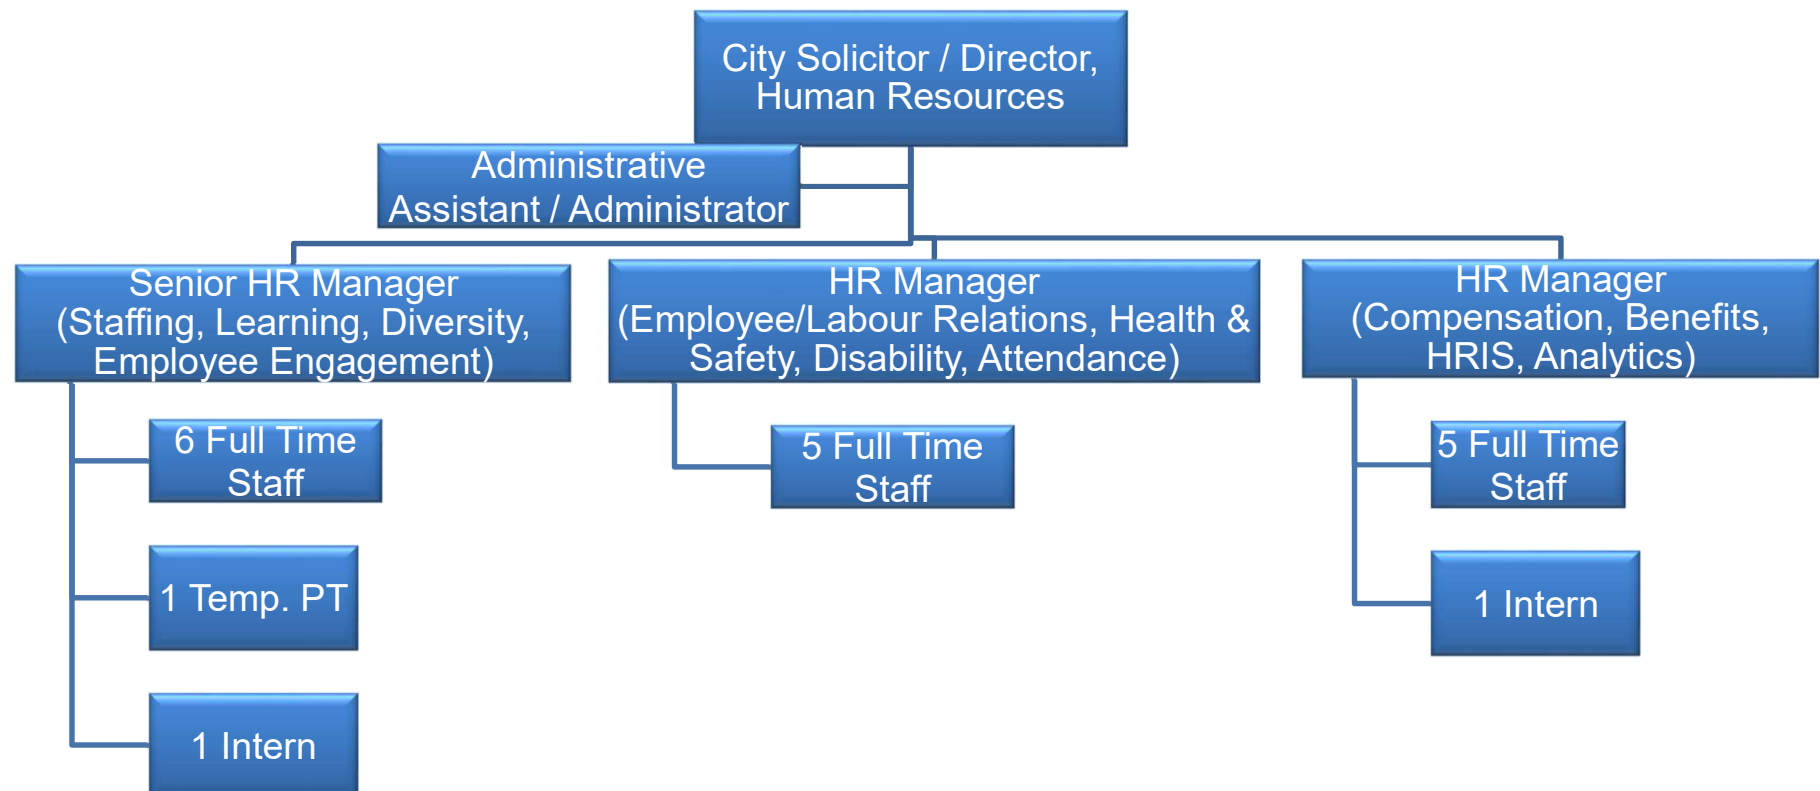 City Solicitor / Director,
Human Resources
Administrative
Assistant / Administrator
Senior HR Manager
(Staffing, Learning, Diversity,
Employee Engagement)
HR Manager
(Employee/Labour Relations, Health &
Safety, Disability, Attendance)
HR Manager
(Compensation, Benefits,
HRIS, Analytics)
6 Full Time
Staff
1 Temp. PT
1 Intern
5 Full Time
Staff
5 Full Time
Staff
1 Intern